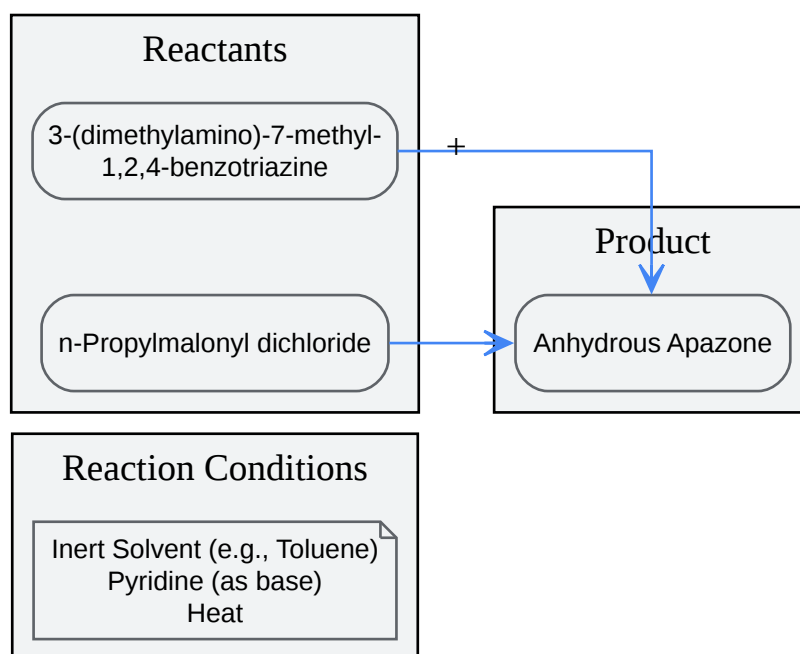 Reactants
3-(dimethylamino)-7-methyl-
1,2,4-benzotriazine
+
Product
n-Propylmalonyl dichloride
Anhydrous Apazone
Reaction Conditions
Inert Solvent (e.g., Toluene)
Pyridine (as base)
Heat